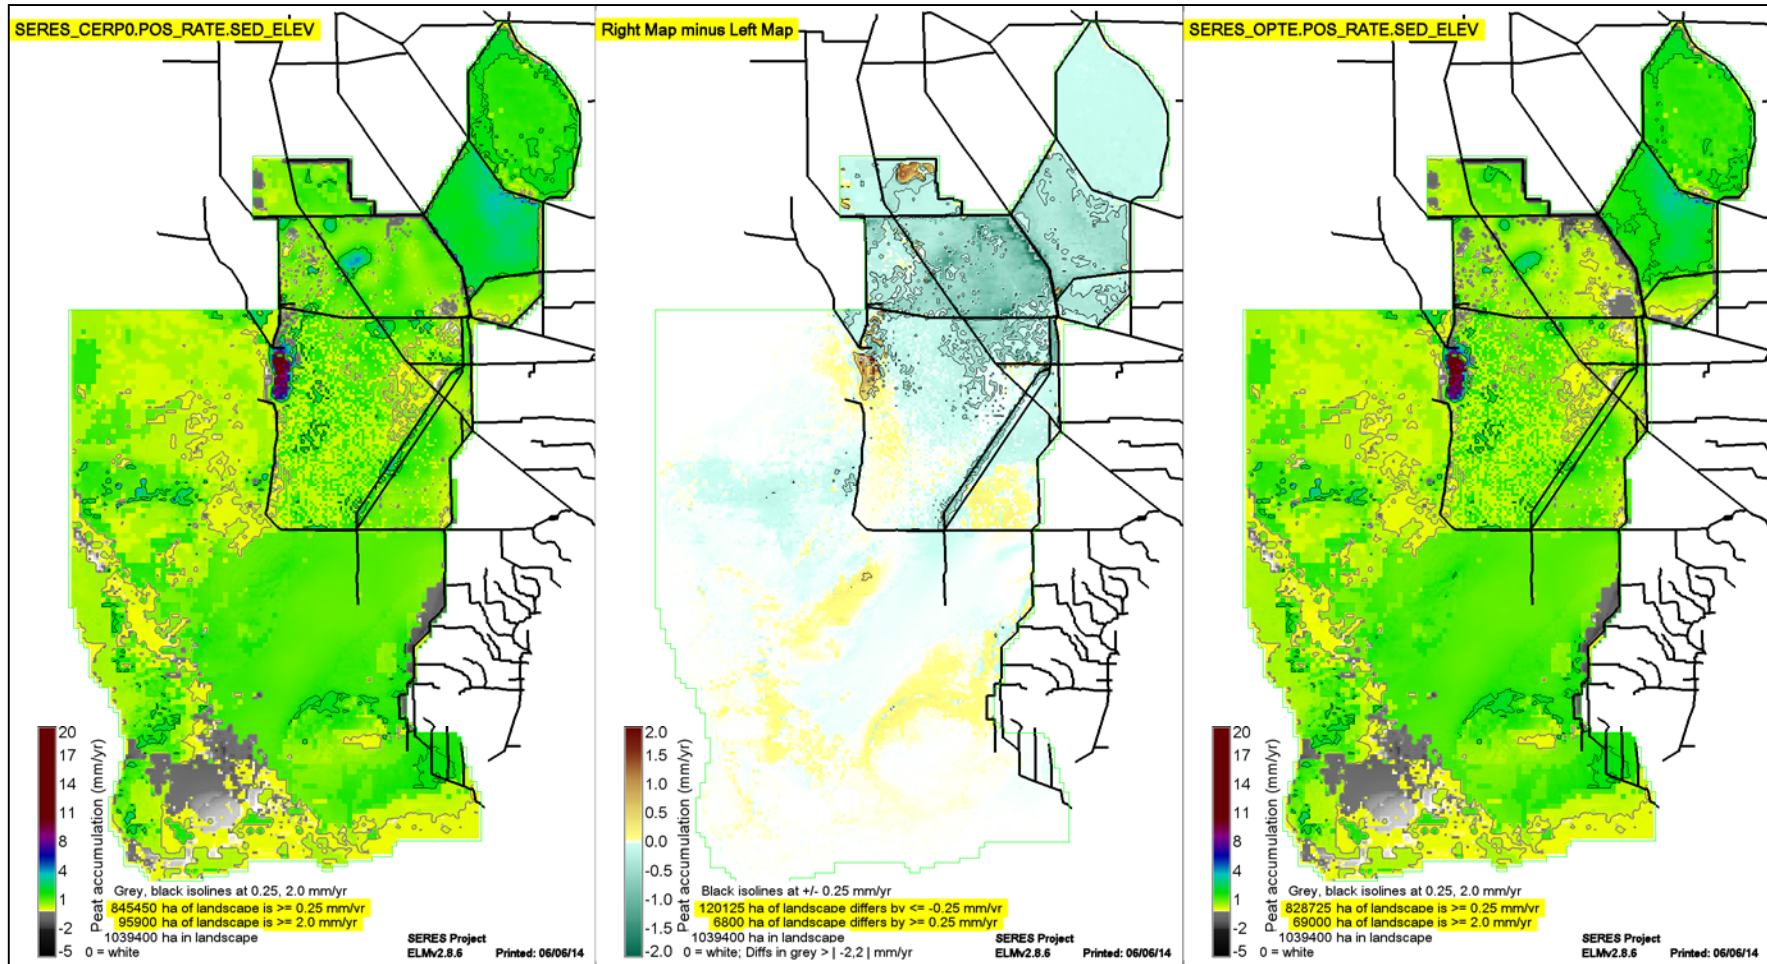 SERES_CERP0.POS_RATE.SED_ELEV
20
17
14
11
8
4
1
-2
-5
Peat accumulation (mm/yr)
Grey, black isolines at 0.25, 2.0 mm/yr
845450 ha of landscape is >= 0.25 mm/yr
95900 ha of landscape is >= 2.0 mm/yr
1039400 ha in landscape
0 = white
SERES Project
ELMv2.8.6 Printed: 06/06/14
Right Map minus Left Map
2.0
1.5
1.0
0.5
0.0
-0.5
-1.0
-1.5
-2.0
Peat accumulation (mm/yr)
Black isolines at +/- 0.25 mm/yr
120125 ha of landscape differs by <= -0.25 mm/yr
6800 ha of landscape differs by >= 0.25 mm/yr
1039400 ha in landscape
0 = white; Diffs in grey > | -2,2 | mm/yr
SERES Project
ELMv2.8.6 Printed: 06/06/14
SERES_OPTE.POS_RATE.SED_ELEV
20
17
14
11
8
4
1
-2
-5
Peat accumulation (mm/yr)
Grey, black isolines at 0.25, 2.0 mm/yr
828725 ha of landscape is >= 0.25 mm/yr
69000 ha of landscape is >= 2.0 mm/yr
1039400 ha in landscape
0 = white
SERES Project
ELMv2.8.6 Printed: 06/06/14